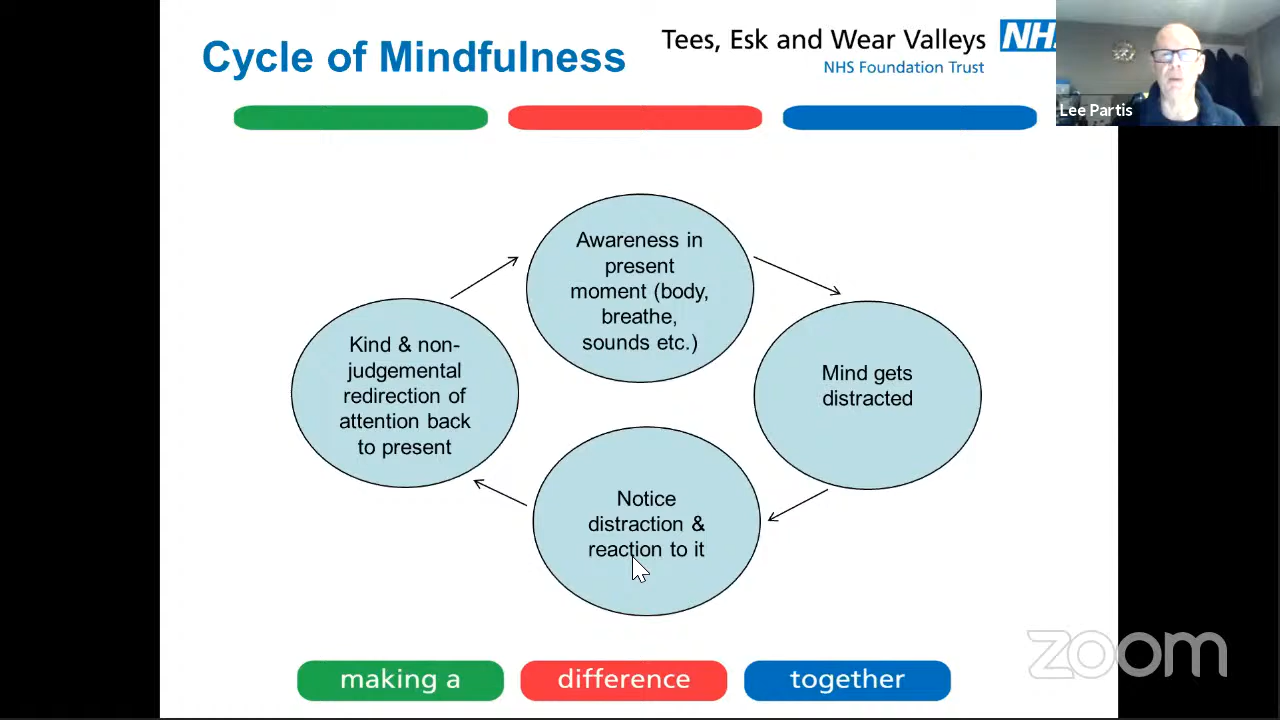 Cycle of Mindfulness
Tees, Esk and Wear Valleys
NHS Foundation Trust
NHS
Lee Partis
Awareness in
present
moment (body,
breathe,
sounds etc.)
Mind gets
distracted
Notice
distraction &
reaction to it
Kind & non-
judgemental
redirection of
attention back
to present
making a
difference
together
zoom